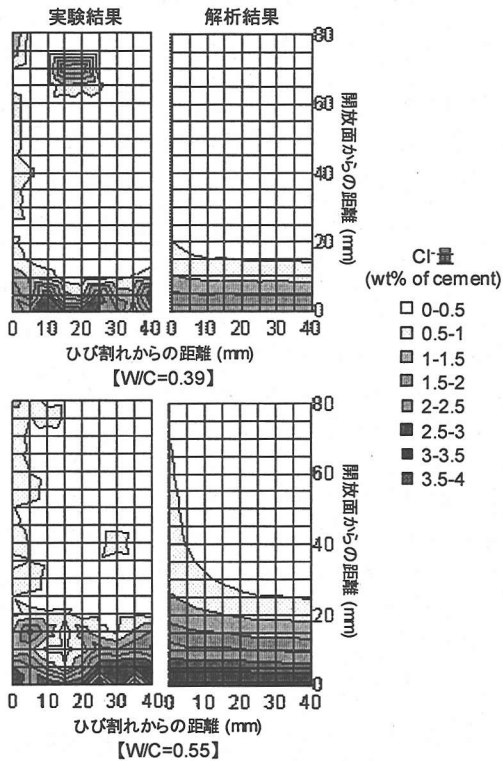 実験結果
解析結果
80
60
40
20
0
開放面からの距離 (mm)
0 10 20 30 40
0 10 20 30 40
ひび割れからの距離 (mm)
【W/C=0.39】
80
60
40
20
0
開放面からの距離 (mm)
0 10 20 30 40
0 10 20 30 40
ひび割れからの距離 (mm)
【W/C=0.55】
Cl⁻量
(wt% of cement)
0-0.5
0.5-1
1-1.5
1.5-2
2-2.5
2.5-3
3-3.5
3.5-4